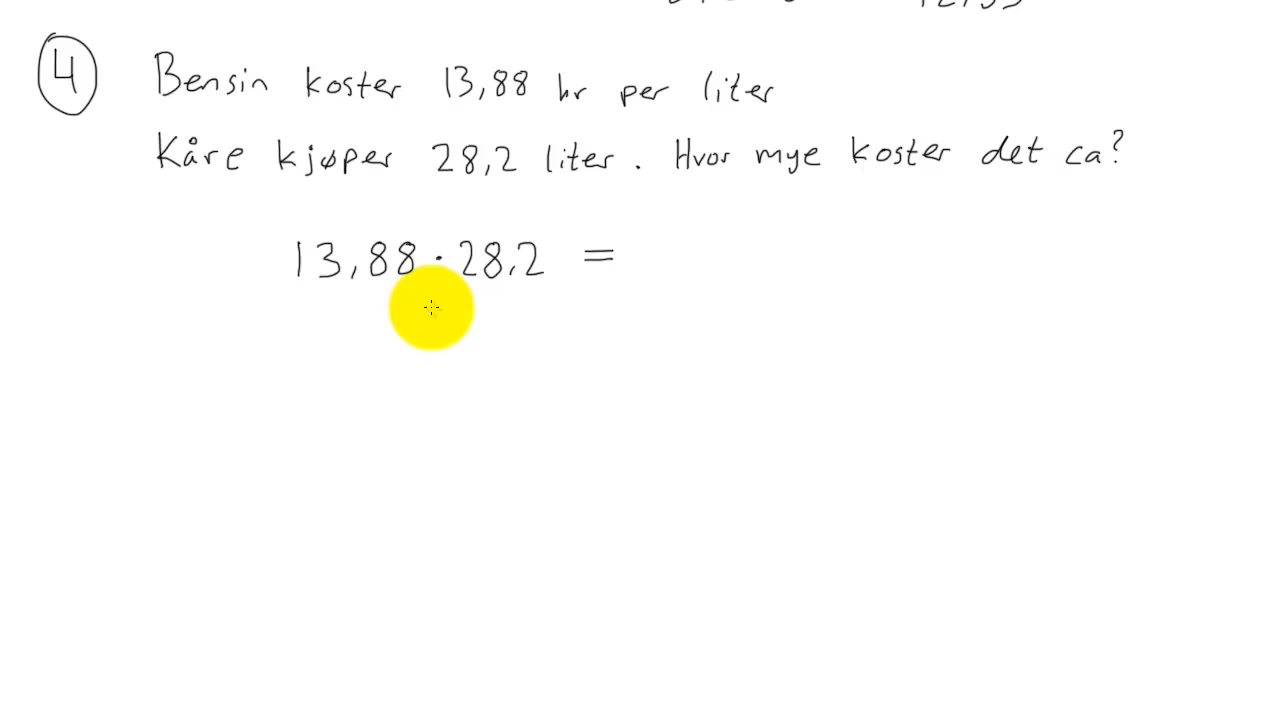 4 Bensin koster 13,88 kr per liter
Kåre kjøper 28,2 liter. Hvor mye koster det ca?
13,88 · 28,2 =